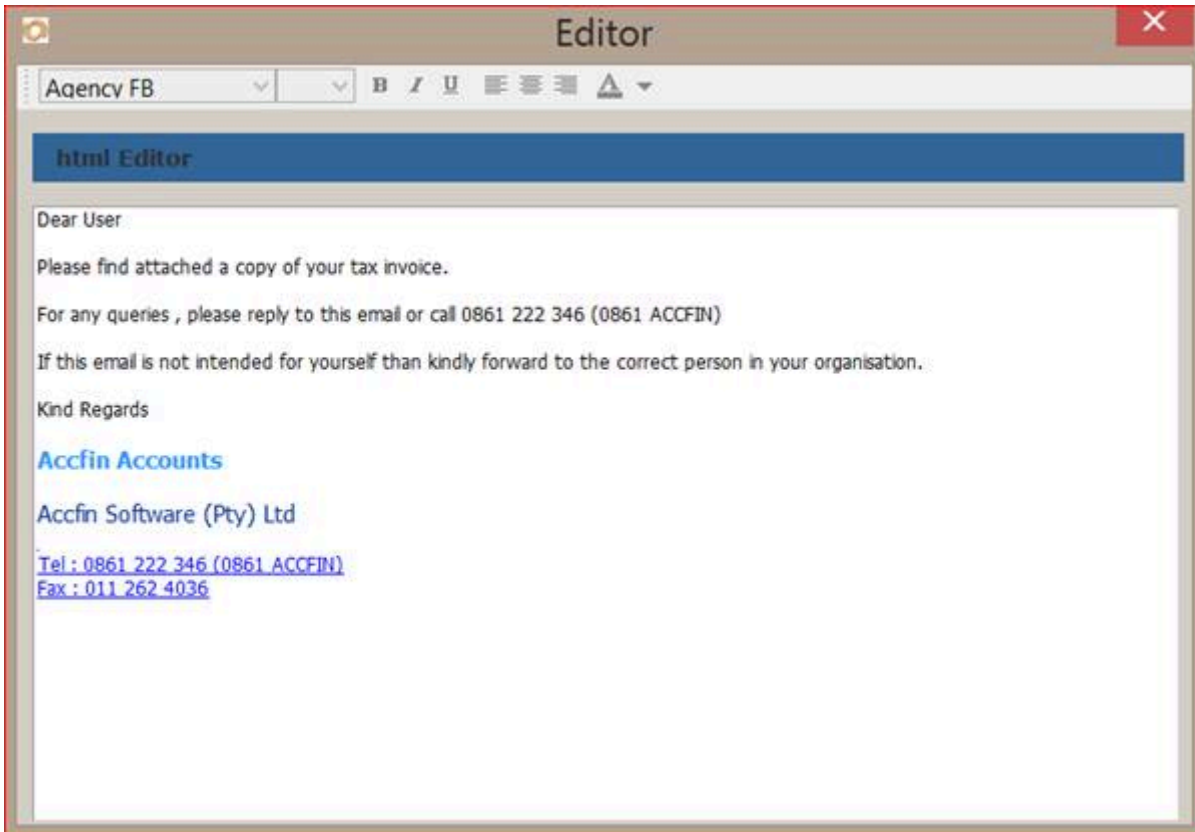 Editor
Agency FB
B I U A
html Editor
Dear User
Please find attached a copy of your tax invoice.
For any queries , please reply to this email or call 0861 222 346 (0861 ACCFIN)
If this email is not intended for yourself than kindly forward to the correct person in your organisation.
Kind Regards
Accfin Accounts
Accfin Software (Pty) Ltd
Tel : 0861 222 346 (0861 ACCFIN)
Fax : 011 262 4036